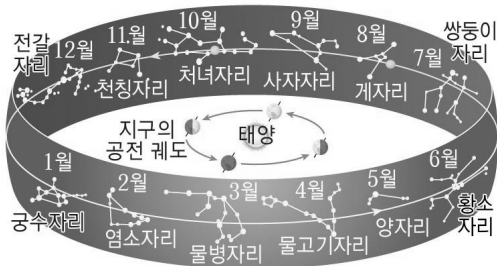 전갈
자리
12월
11월
천칭자리
10월
처녀자리
9월
사자자리
8월
게자리
7월
쌍둥이
자리
지구의
공전 궤도
태양
1월
궁수자리
2월
염소자리
3월
물병자리
4월
물고기자리
5월
양자리
6월
황소
자리